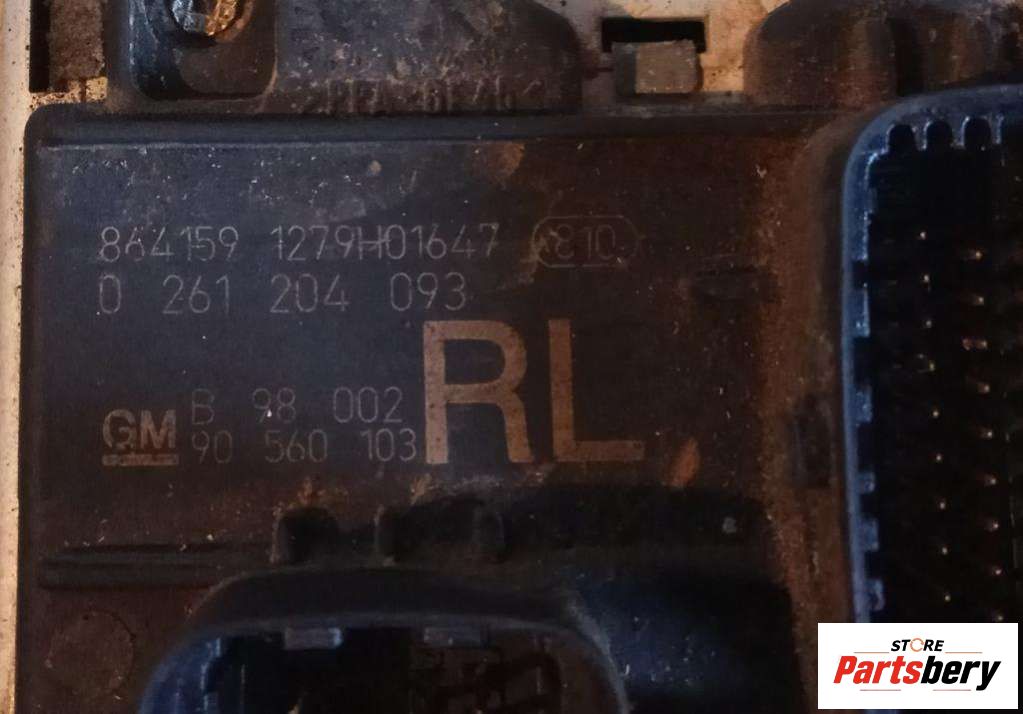 864159 1279H01647 810
0 261 204 093
RL
GM B 98 002
90 560 103
STORE
Partsbery